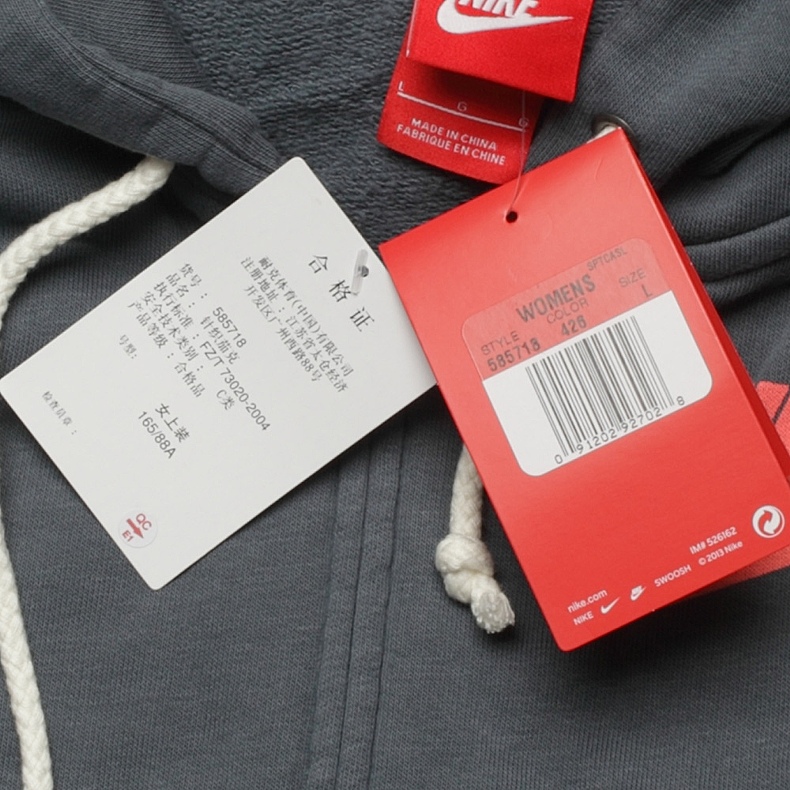 NIKE
L G G
MADE IN CHINA
FABRIQUE EN CHINE
合格证
耐克体育(中国)有限公司
注册地址：江苏省太仓经济
开发区广州西路88号
货号： 585718
品名： 针织茄克
执行标准： FZ/T 73020-2004
安全技术类别： C类
产品等级：合格品
号型：
女上装
165/88A
检查员章：
QC
E1
SPTCASL
WOMENS
STYLE COLOR SIZE
585718 426 L
0 91202 92702 8
IM# 526162
©2013 Nike
nike.com
NIKE SWOOSH